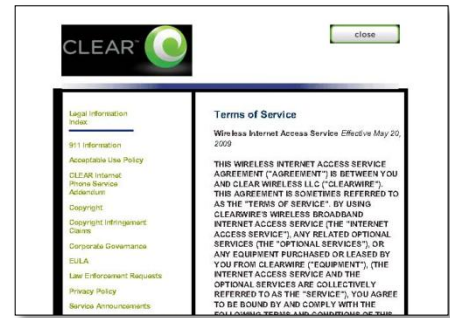 CLEAR
close
Legal Information
Index
911 Information
Acceptable Use Policy
CLEAR Internet
Phone Service
Addendum
Copyright
Copyright Infringement
Claims
Corporate Governance
EULA
Law Enforcement Requests
Privacy Policy
Service Announcements
Terms of Service
Wireless Internet Access Service Effective May 20,
2009
THIS WIRELESS INTERNET ACCESS SERVICE
AGREEMENT ("AGREEMENT") IS BETWEEN YOU
AND CLEAR WIRELESS LLC ("CLEARWIRE").
THIS AGREEMENT IS SOMETIMES REFERRED TO
AS THE "TERMS OF SERVICE". BY USING
CLEARWIRE'S WIRELESS BROADBAND
INTERNET ACCESS SERVICE (THE "INTERNET
ACCESS SERVICE"), ANY RELATED OPTIONAL
SERVICES (THE "OPTIONAL SERVICES"), OR
ANY EQUIPMENT PURCHASED OR LEASED BY
YOU FROM CLEARWIRE ("EQUIPMENT"), (THE
INTERNET ACCESS SERVICE AND THE
OPTIONAL SERVICES ARE COLLECTIVELY
REFERRED TO AS THE "SERVICE"), YOU AGREE
TO BE BOUND BY AND COMPLY WITH THE
FOLLOWING TERMS AND CONDITIONS OF THIS